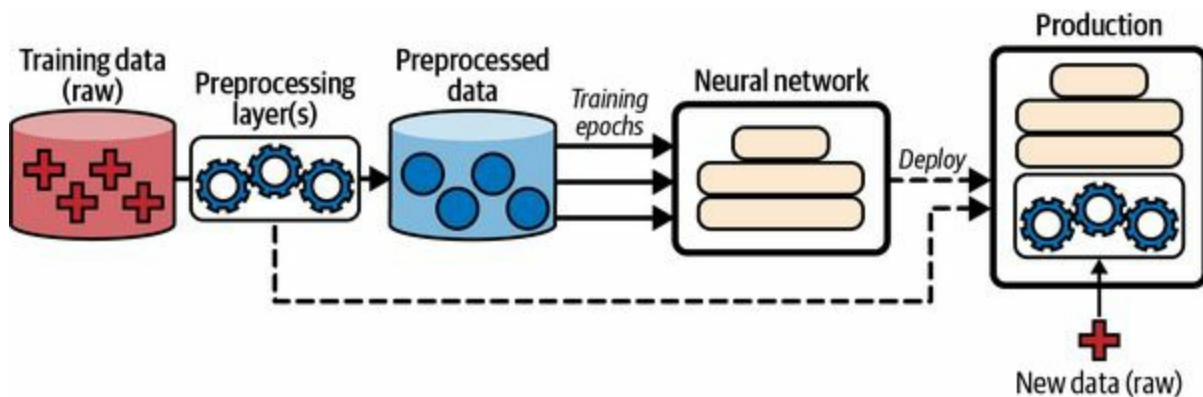 Training data
(raw)
Preprocessing
layer(s)
Preprocessed
data
Training
epochs
Neural network
Deploy
Production
New data (raw)